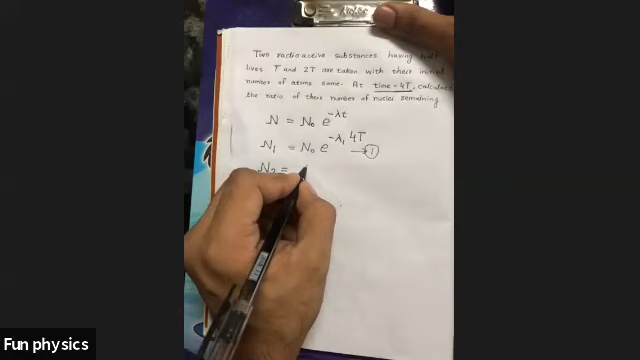 Two radioactive substances having half
lives T and 2T are taken with their initial
number of atoms same. At time = 4T, calculate
the ratio of their number of nuclei remaining
N = N₀ e^-λt
N₁ = N₀ e^-λ₁ 4T → ①
N₂ =
Fun physics